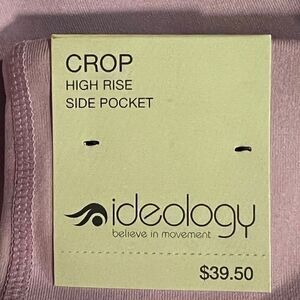 CROP
HIGH RISE
SIDE POCKET
ideology
believe in movement
$39.50